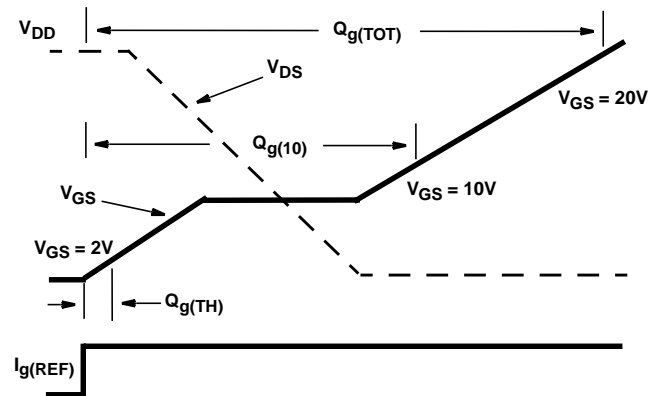 V_DD
Q_g(TOT)
V_DS
V_GS = 20V
Q_g(10)
V_GS
V_GS = 10V
V_GS = 2V
Q_g(TH)
I_g(REF)